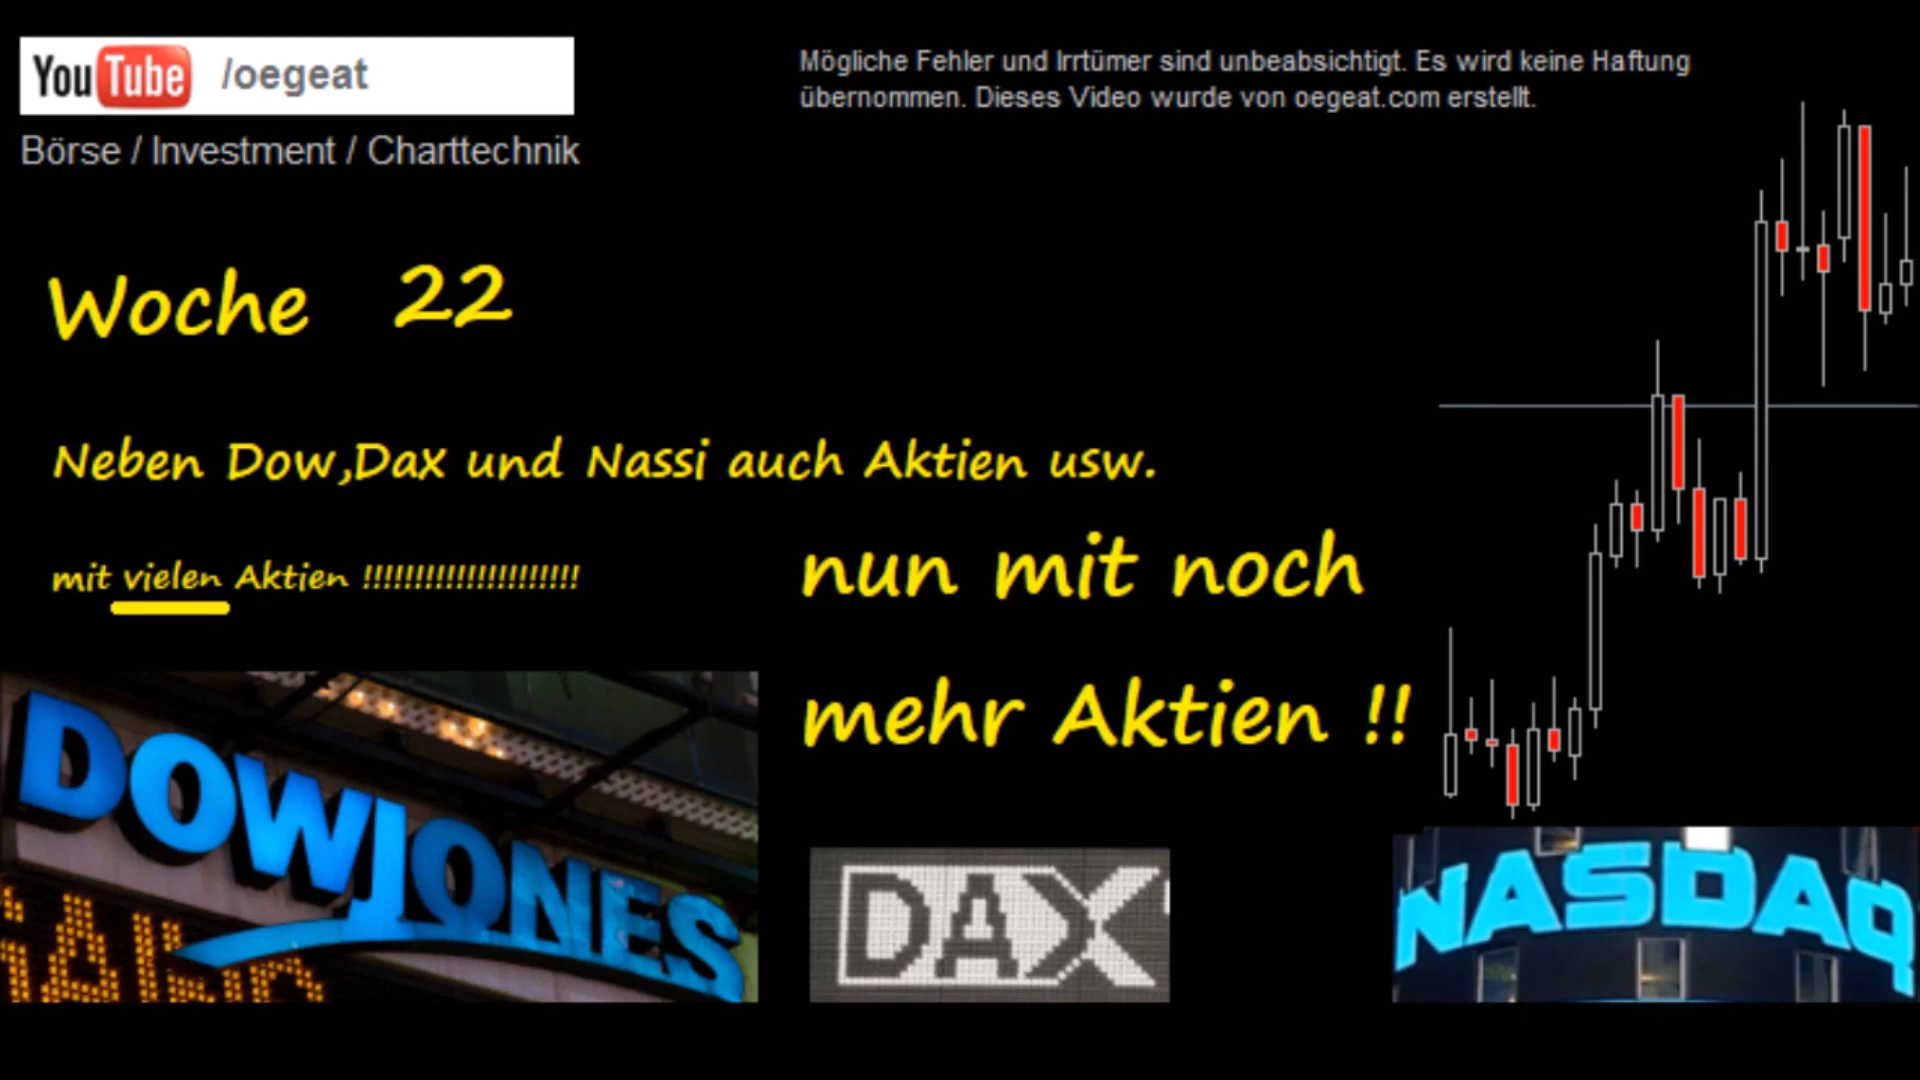 YouTube /oegeat
Börse / Investment / Charttechnik
Mögliche Fehler und Irrtümer sind unbeabsichtigt. Es wird keine Haftung
übernommen. Dieses Video wurde von oegeat.com erstellt.
Woche 22
Neben Dow,Dax und Nassi auch Aktien usw.
mit vielen Aktien !!!!!!!!!!!!!!!!!!!!!
nun mit noch
mehr Aktien !!
DOWJONES
DAX
NASDAQ